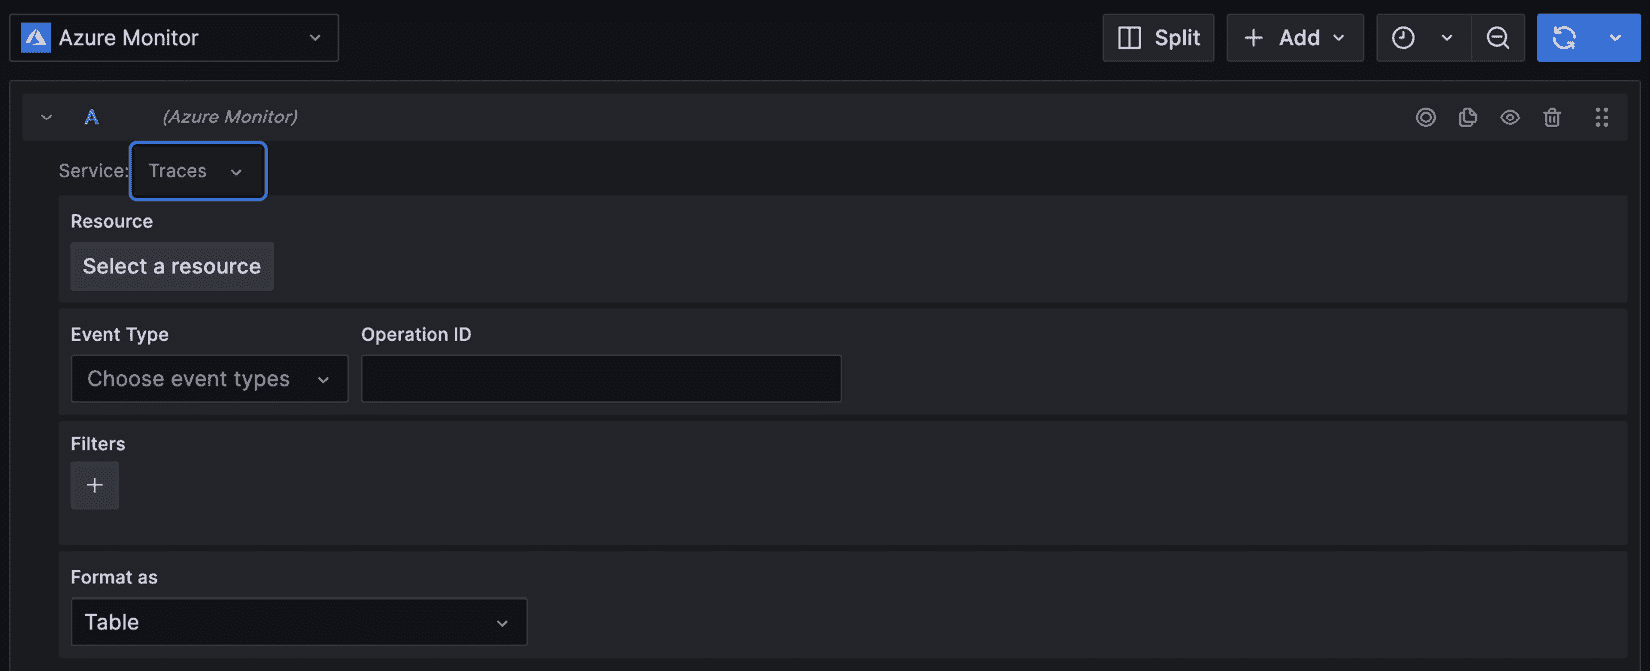 Azure Monitor
Split
Add
A
(Azure Monitor)
Service:
Traces
Resource
Select a resource
Event Type
Operation ID
Choose event types
Filters
Format as
Table